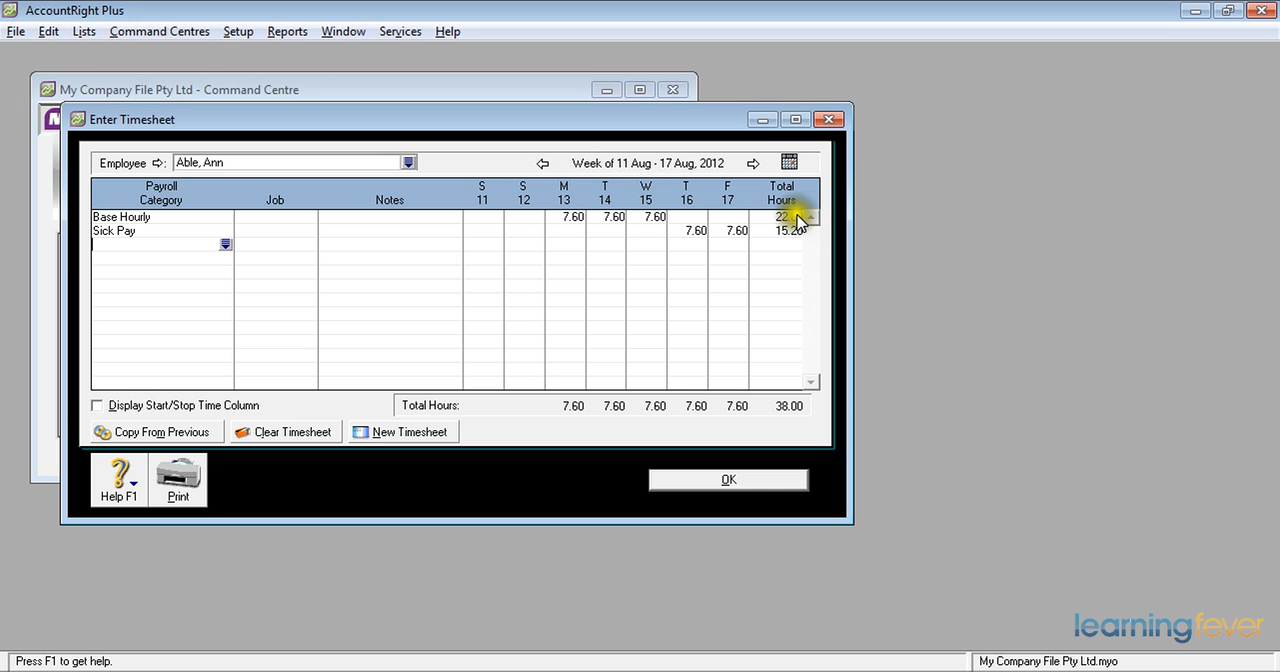 AccountRight Plus
File Edit Lists Command Centres Setup Reports Window Services Help
My Company File Pty Ltd - Command Centre
Enter Timesheet
Employee Able, Ann Week of 11 Aug - 17 Aug, 2012
Payroll S S M T W T F Total
Category Job Notes 11 12 13 14 15 16 17 Hours
Base Hourly 7.60 7.60 7.60
Sick Pay 7.60 7.60 15.20
Display Start/Stop Time Column Total Hours: 7.60 7.60 7.60 7.60 7.60 38.00
Copy From Previous Clear Timesheet New Timesheet
Help F1 Print OK
learningfever
Press F1 to get help. My Company File Pty Ltd.myo